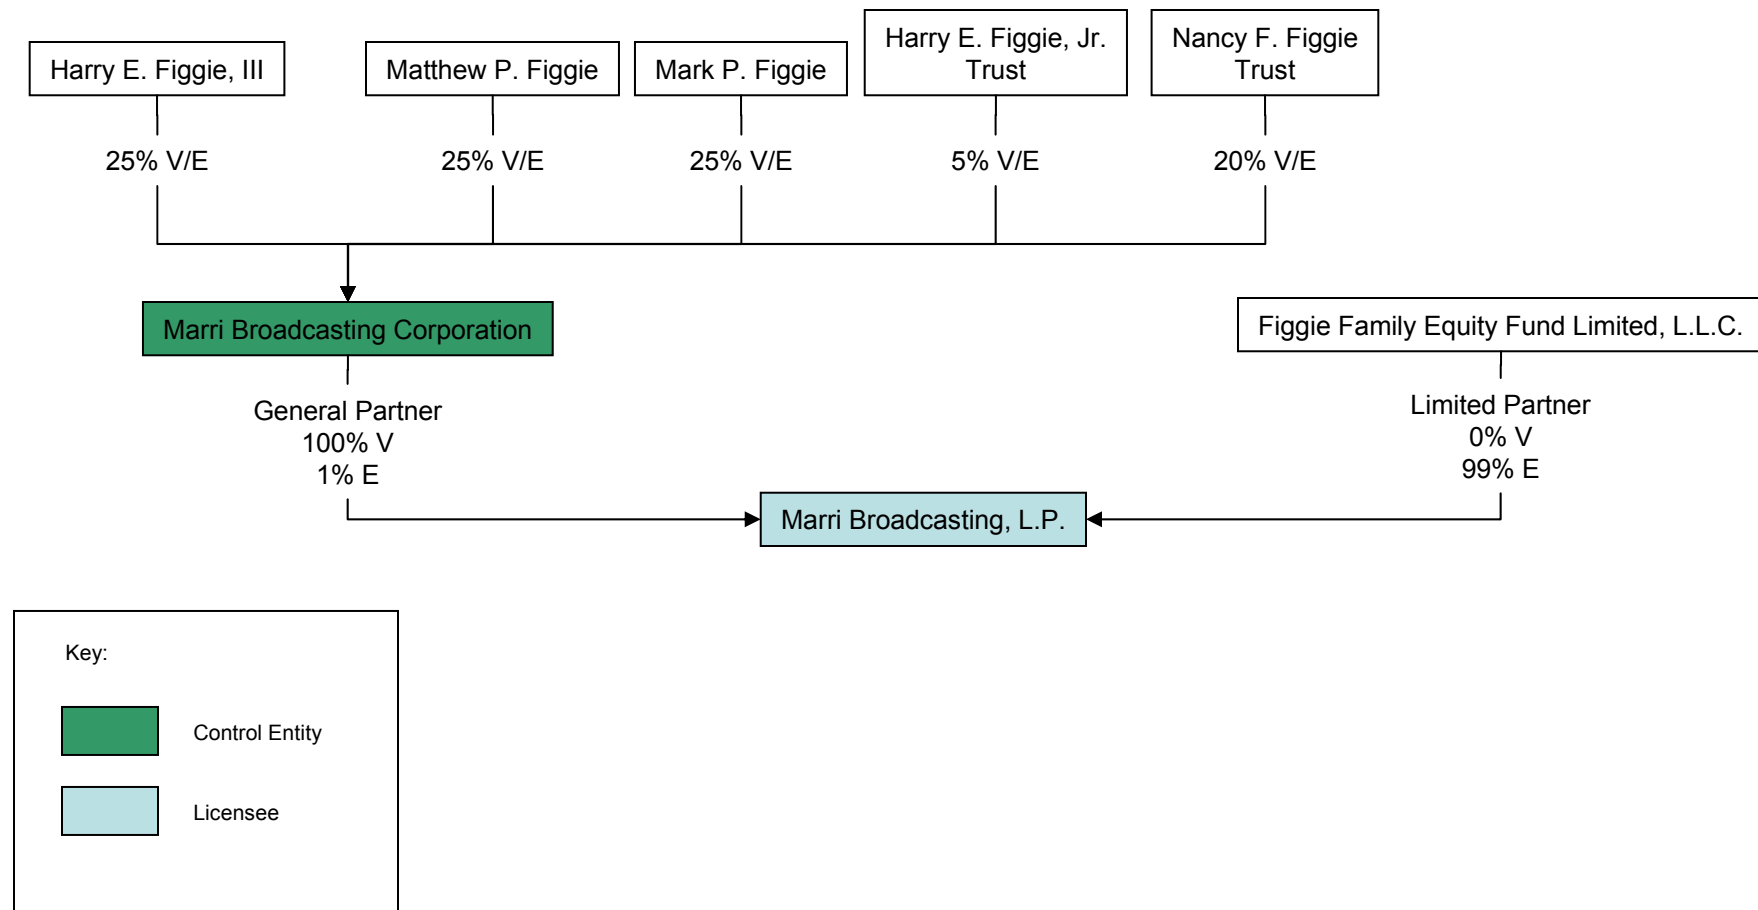 Harry E. Figgie, III
Matthew P. Figgie
Mark P. Figgie
Harry E. Figgie, Jr.
Trust
Nancy F. Figgie
Trust
25% V/E
25% V/E
25% V/E
5% V/E
20% V/E
Marri Broadcasting Corporation
Figgie Family Equity Fund Limited, L.L.C.
General Partner
100% V
1% E
Limited Partner
0% V
99% E
Marri Broadcasting, L.P.
Key:
Control Entity
Licensee